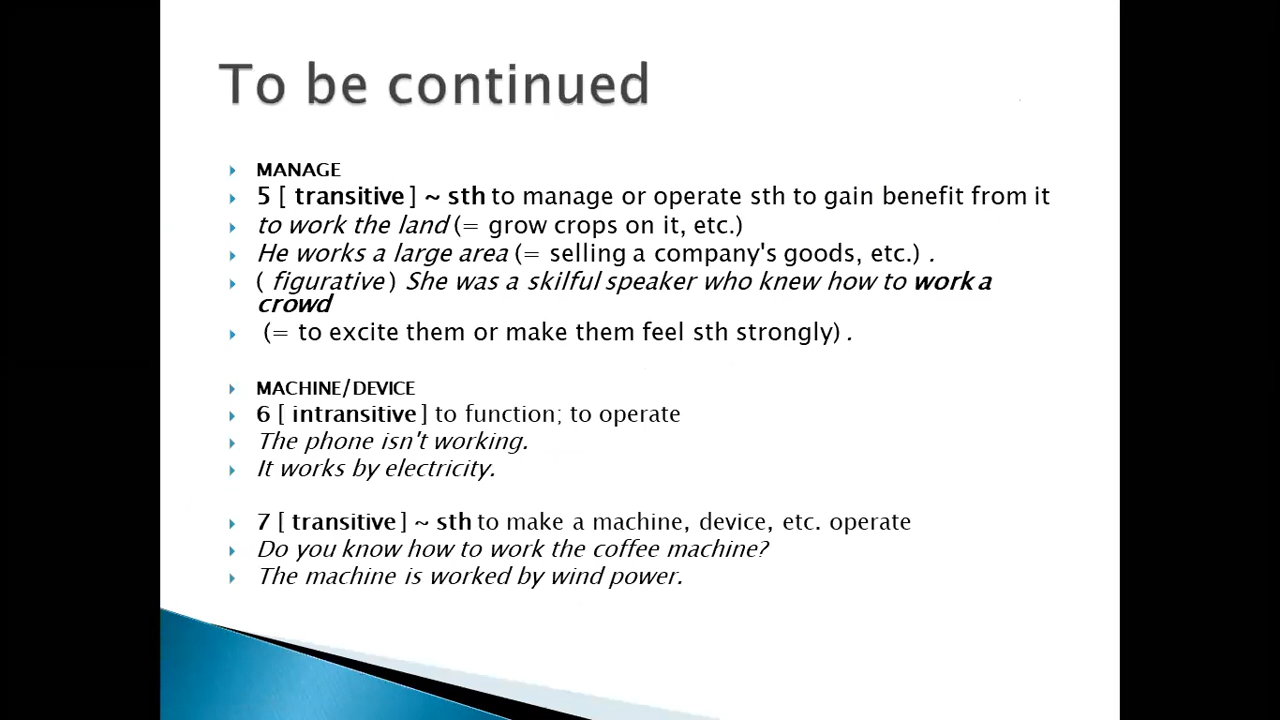 To be continued
MANAGE
5 [ transitive ] ~ sth to manage or operate sth to gain benefit from it
to work the land (= grow crops on it, etc.)
He works a large area (= selling a company's goods, etc.) .
( figurative ) She was a skilful speaker who knew how to work a
crowd
(= to excite them or make them feel sth strongly) .
MACHINE/DEVICE
6 [ intransitive ] to function; to operate
The phone isn't working.
It works by electricity.
7 [ transitive ] ~ sth to make a machine, device, etc. operate
Do you know how to work the coffee machine?
The machine is worked by wind power.